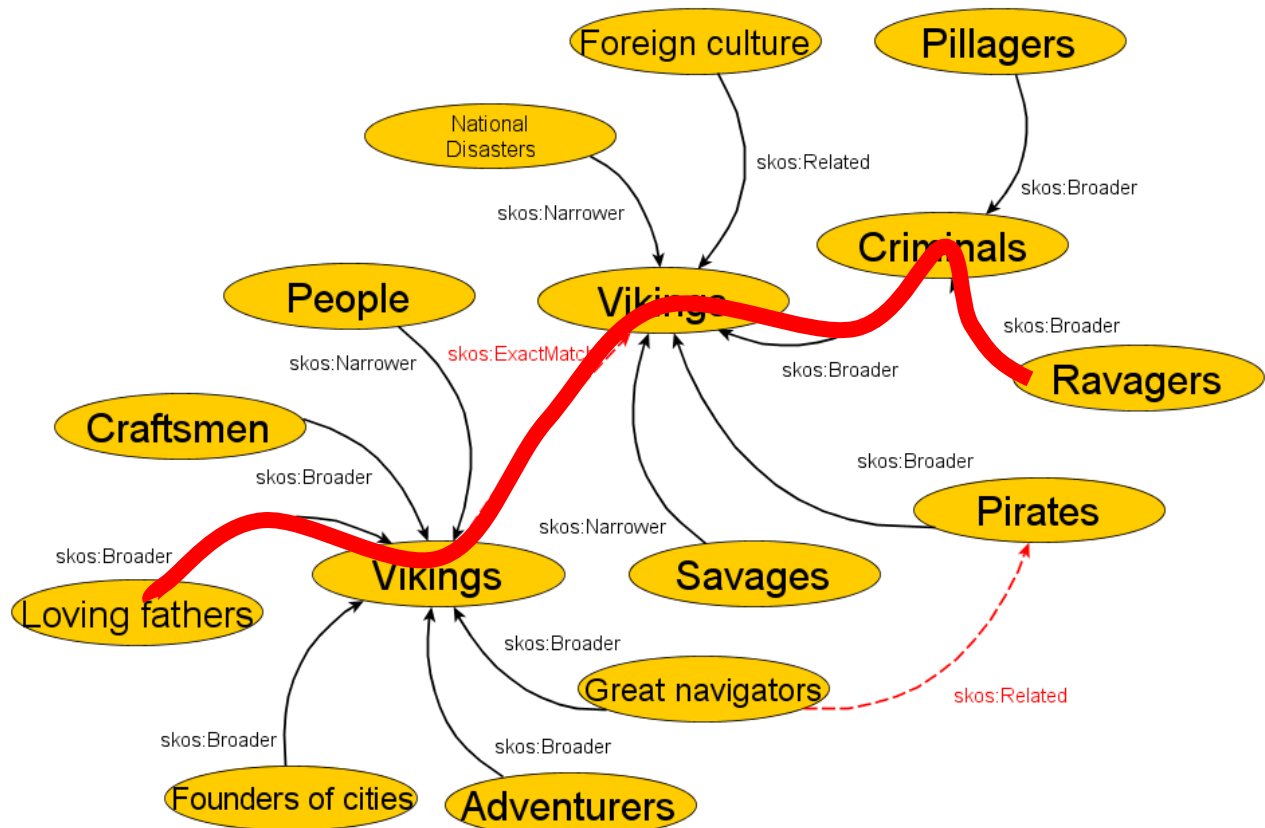 Foreign culture
Pillagers
National
Disasters
skos:Related
skos:Broader
skos:Narrower
Criminals
People
Vikings
skos:Broader
skos:ExactMatch
skos:Narrower
skos:Broader
Ravagers
Craftsmen
skos:Broader
skos:Broader
Pirates
skos:Narrower
skos:Broader
Vikings
Savages
Loving fathers
skos:Broader
Great navigators
skos:Related
skos:Broader
skos:Broader
Founders of cities
Adventurers